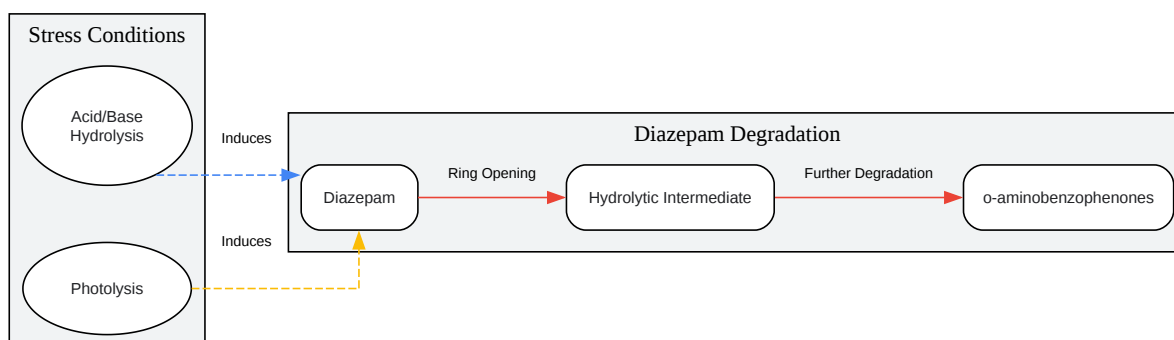 Stress Conditions
Acid/Base
Hydrolysis
Induces
Photolysis
Induces
Diazepam Degradation
Diazepam
Ring Opening
Hydrolytic Intermediate
Further Degradation
o-aminobenzophenones